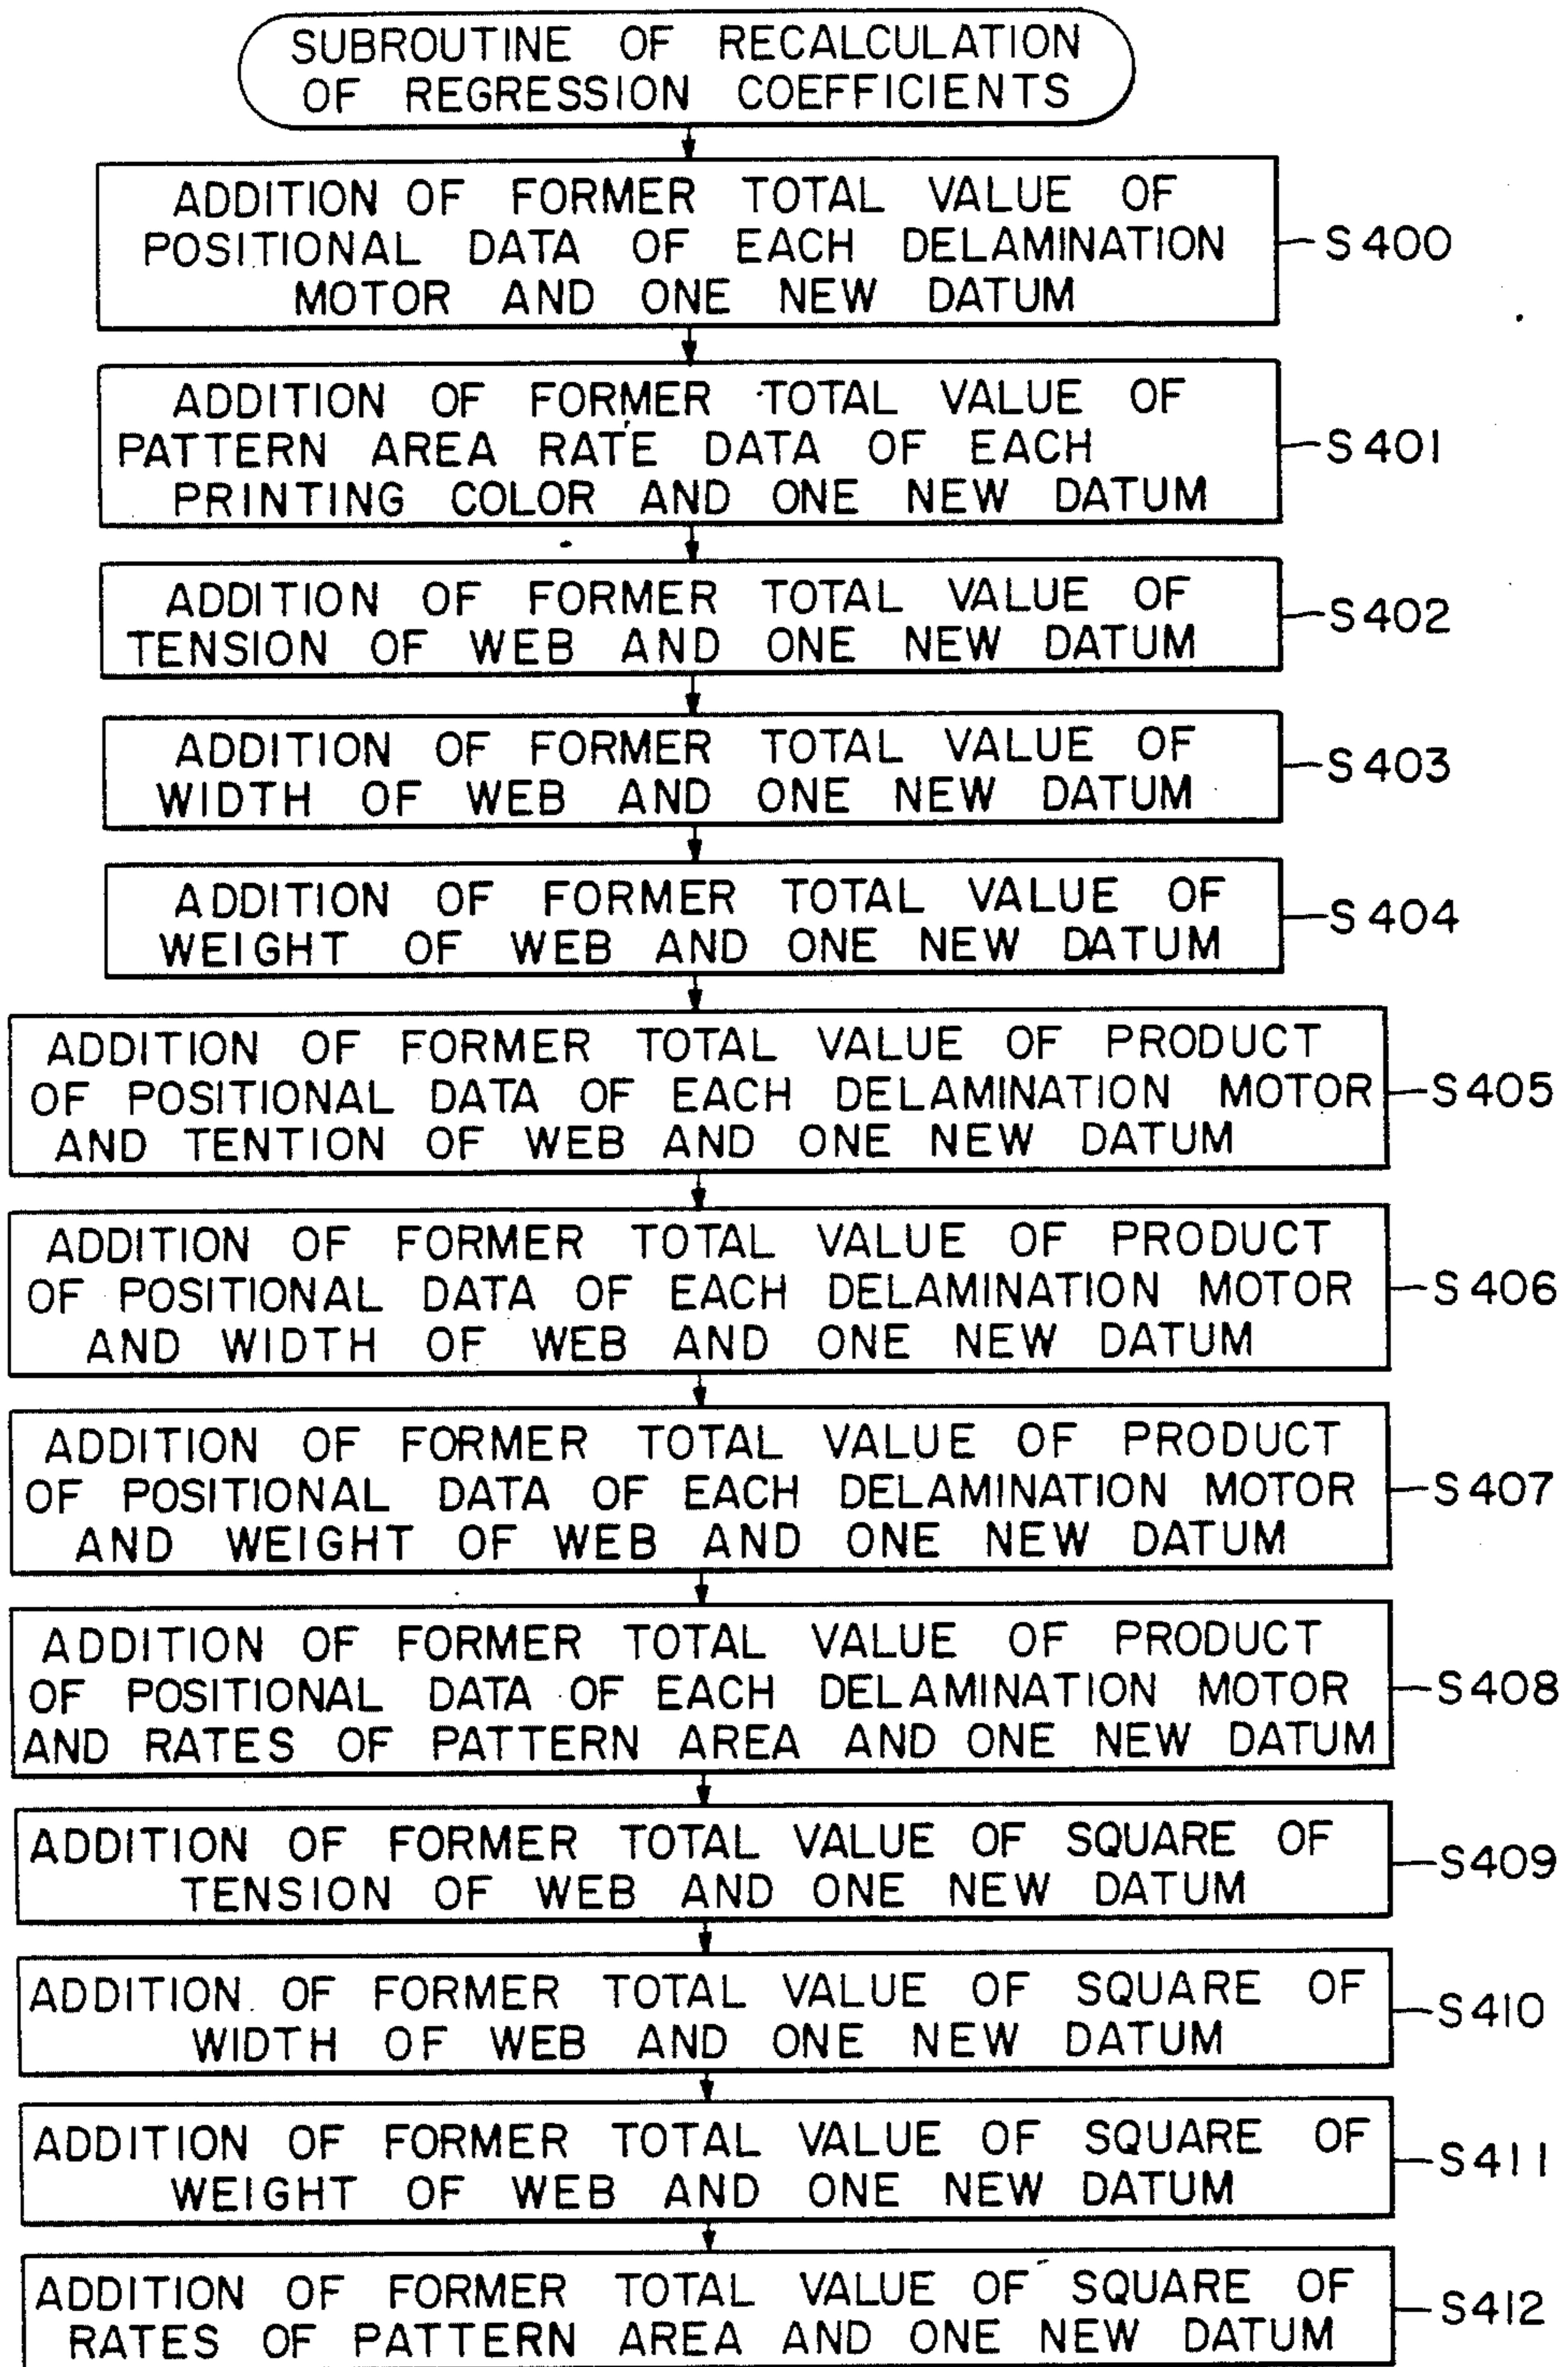 SUBROUTINE OF RECALCULATION
OF REGRESSION COEFFICIENTS
ADDITION OF FORMER TOTAL VALUE OF
POSITIONAL DATA OF EACH DELAMINATION
MOTOR AND ONE NEW DATUM
S400
ADDITION OF FORMER TOTAL VALUE OF
PATTERN AREA RATE DATA OF EACH
PRINTING COLOR AND ONE NEW DATUM
S401
ADDITION OF FORMER TOTAL VALUE OF
TENSION OF WEB AND ONE NEW DATUM
S402
ADDITION OF FORMER TOTAL VALUE OF
WIDTH OF WEB AND ONE NEW DATUM
S403
ADDITION OF FORMER TOTAL VALUE OF
WEIGHT OF WEB AND ONE NEW DATUM
S404
ADDITION OF FORMER TOTAL VALUE OF PRODUCT
OF POSITIONAL DATA OF EACH DELAMINATION MOTOR
AND TENTION OF WEB AND ONE NEW DATUM
S405
ADDITION OF FORMER TOTAL VALUE OF PRODUCT
OF POSITIONAL DATA OF EACH DELAMINATION MOTOR
AND WIDTH OF WEB AND ONE NEW DATUM
S406
ADDITION OF FORMER TOTAL VALUE OF PRODUCT
OF POSITIONAL DATA OF EACH DELAMINATION MOTOR
AND WEIGHT OF WEB AND ONE NEW DATUM
S407
ADDITION OF FORMER TOTAL VALUE OF PRODUCT
OF POSITIONAL DATA OF EACH DELAMINATION MOTOR
AND RATES OF PATTERN AREA AND ONE NEW DATUM
S408
ADDITION OF FORMER TOTAL VALUE OF SQUARE OF
TENSION OF WEB AND ONE NEW DATUM
S409
ADDITION OF FORMER TOTAL VALUE OF SQUARE OF
WIDTH OF WEB AND ONE NEW DATUM
S410
ADDITION OF FORMER TOTAL VALUE OF SQUARE OF
WEIGHT OF WEB AND ONE NEW DATUM
S411
ADDITION OF FORMER TOTAL VALUE OF SQUARE OF
RATES OF PATTERN AREA AND ONE NEW DATUM
S412